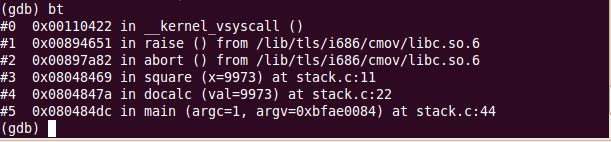 (gdb) bt
#0  0x00110422 in __kernel_vsyscall ()
#1  0x00894651 in raise () from /lib/tls/i686/cmov/libc.so.6
#2  0x00897a82 in abort () from /lib/tls/i686/cmov/libc.so.6
#3  0x08048469 in square (x=9973) at stack.c:11
#4  0x0804847a in docalc (val=9973) at stack.c:22
#5  0x080484dc in main (argc=1, argv=0xbfae0084) at stack.c:44
(gdb)